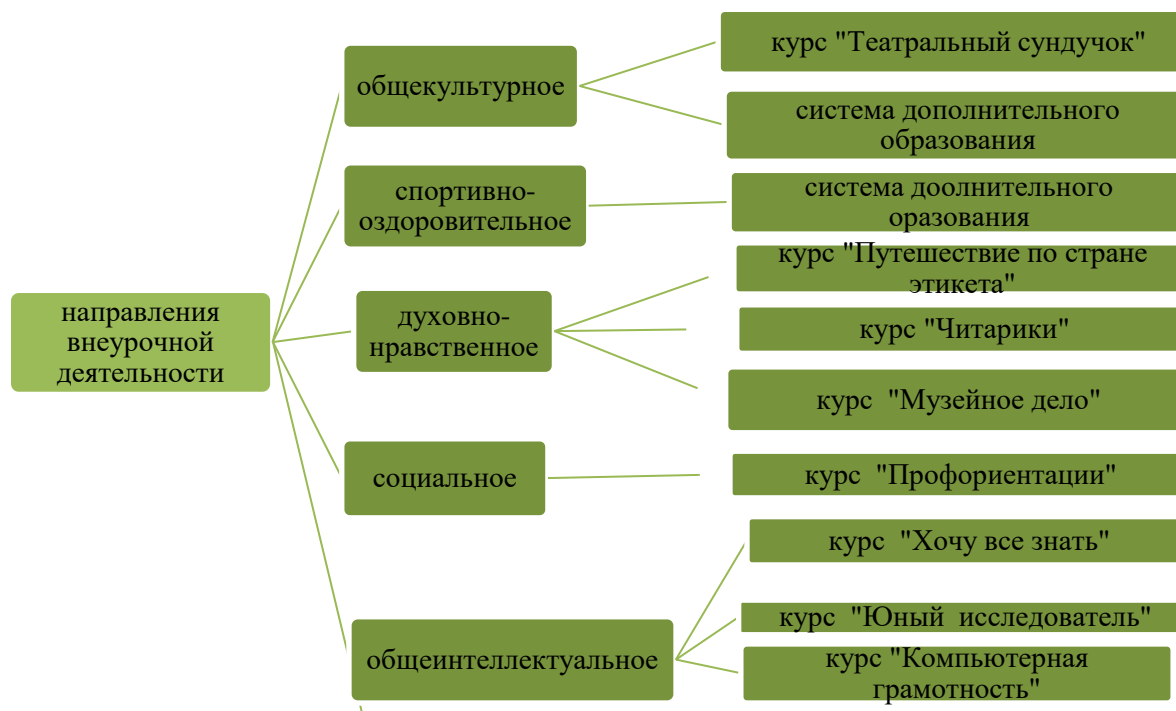 направления
внеурочной
деятельности
общекультурное
курс "Театральный сундучок"
система дополнительного
образования
спортивно-
оздоровительное
система доолнительного
оразования
духовно-
нравственное
курс "Путешествие по стране
этикета"
курс "Читарики"
курс "Музейное дело"
социальное
курс "Профориентации"
общеинтеллектуальное
курс "Хочу все знать"
курс "Юный исследователь"
курс "Компьютерная
грамотность"